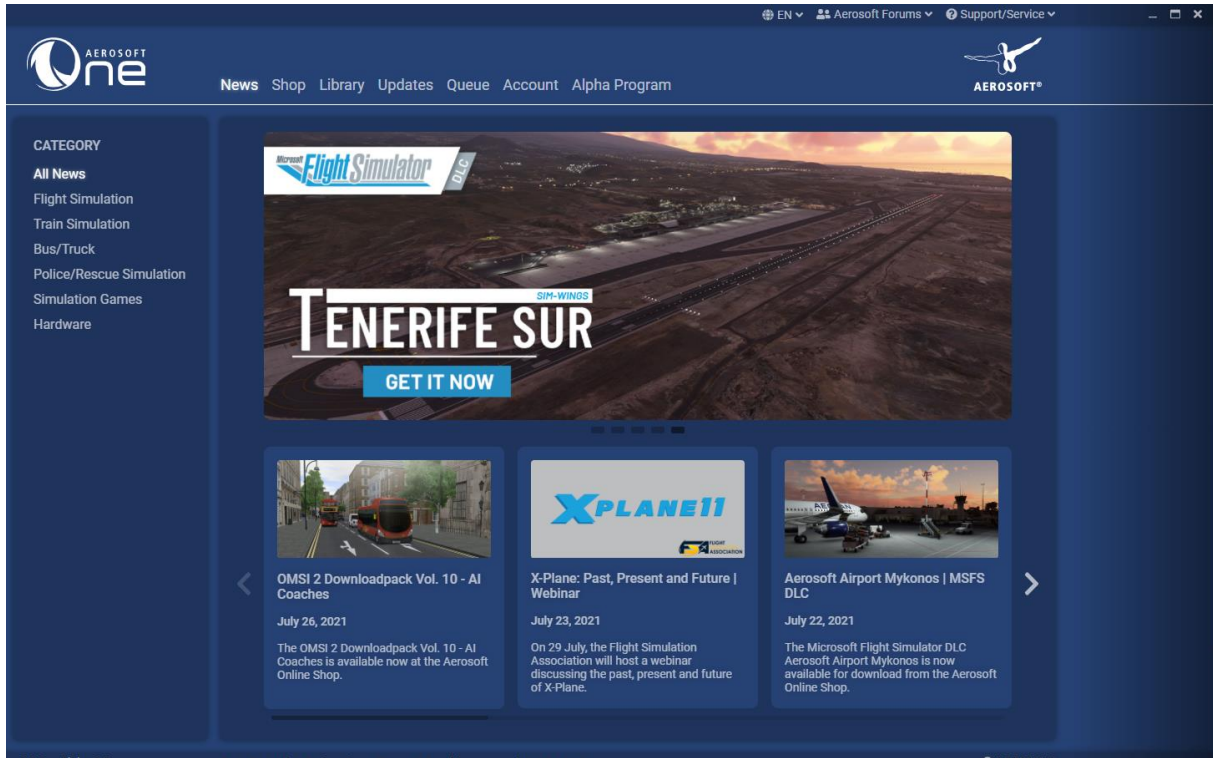 EN
Aerosoft Forums
Support/Service
AEROSOFT
One
News Shop Library Updates Queue Account Alpha Program
AEROSOFT®
CATEGORY
All News
Flight Simulation
Train Simulation
Bus/Truck
Police/Rescue Simulation
Simulation Games
Hardware
Microsoft
Flight Simulator
DLC
SIM-WINGS
TENERIFE SUR
GET IT NOW
OMSI 2 Downloadpack Vol. 10 - AI
Coaches
July 26, 2021
The OMSI 2 Downloadpack Vol. 10 - AI
Coaches is available now at the Aerosoft
Online Shop.
XPLANE11
FLIGHT
ASSOCIATION
X-Plane: Past, Present and Future |
Webinar
July 23, 2021
On 29 July, the Flight Simulation
Association will host a webinar
discussing the past, present and future
of X-Plane.
Aerosoft Airport Mykonos | MSFS
DLC
July 22, 2021
The Microsoft Flight Simulator DLC
Aerosoft Airport Mykonos is now
available for download from the Aerosoft
Online Shop.